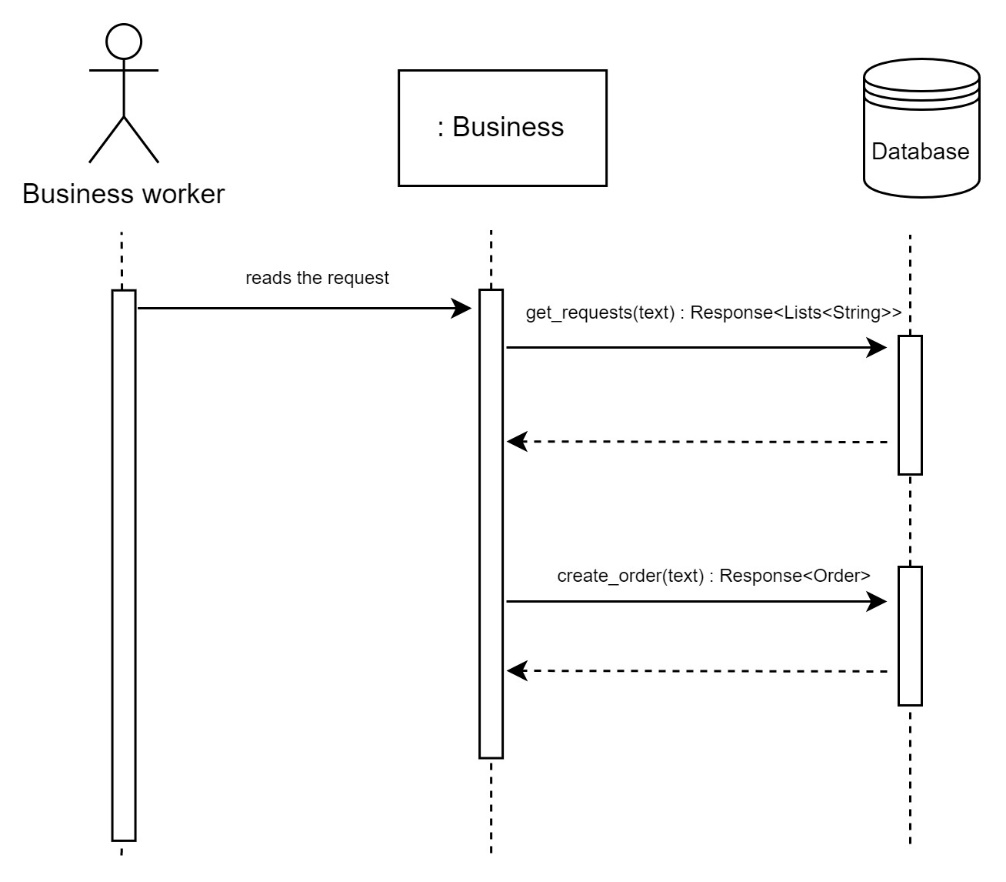 : Business
Database
Business worker
reads the request
get_requests(text) : Response<Lists<String>>
create_order(text) : Response<Order>